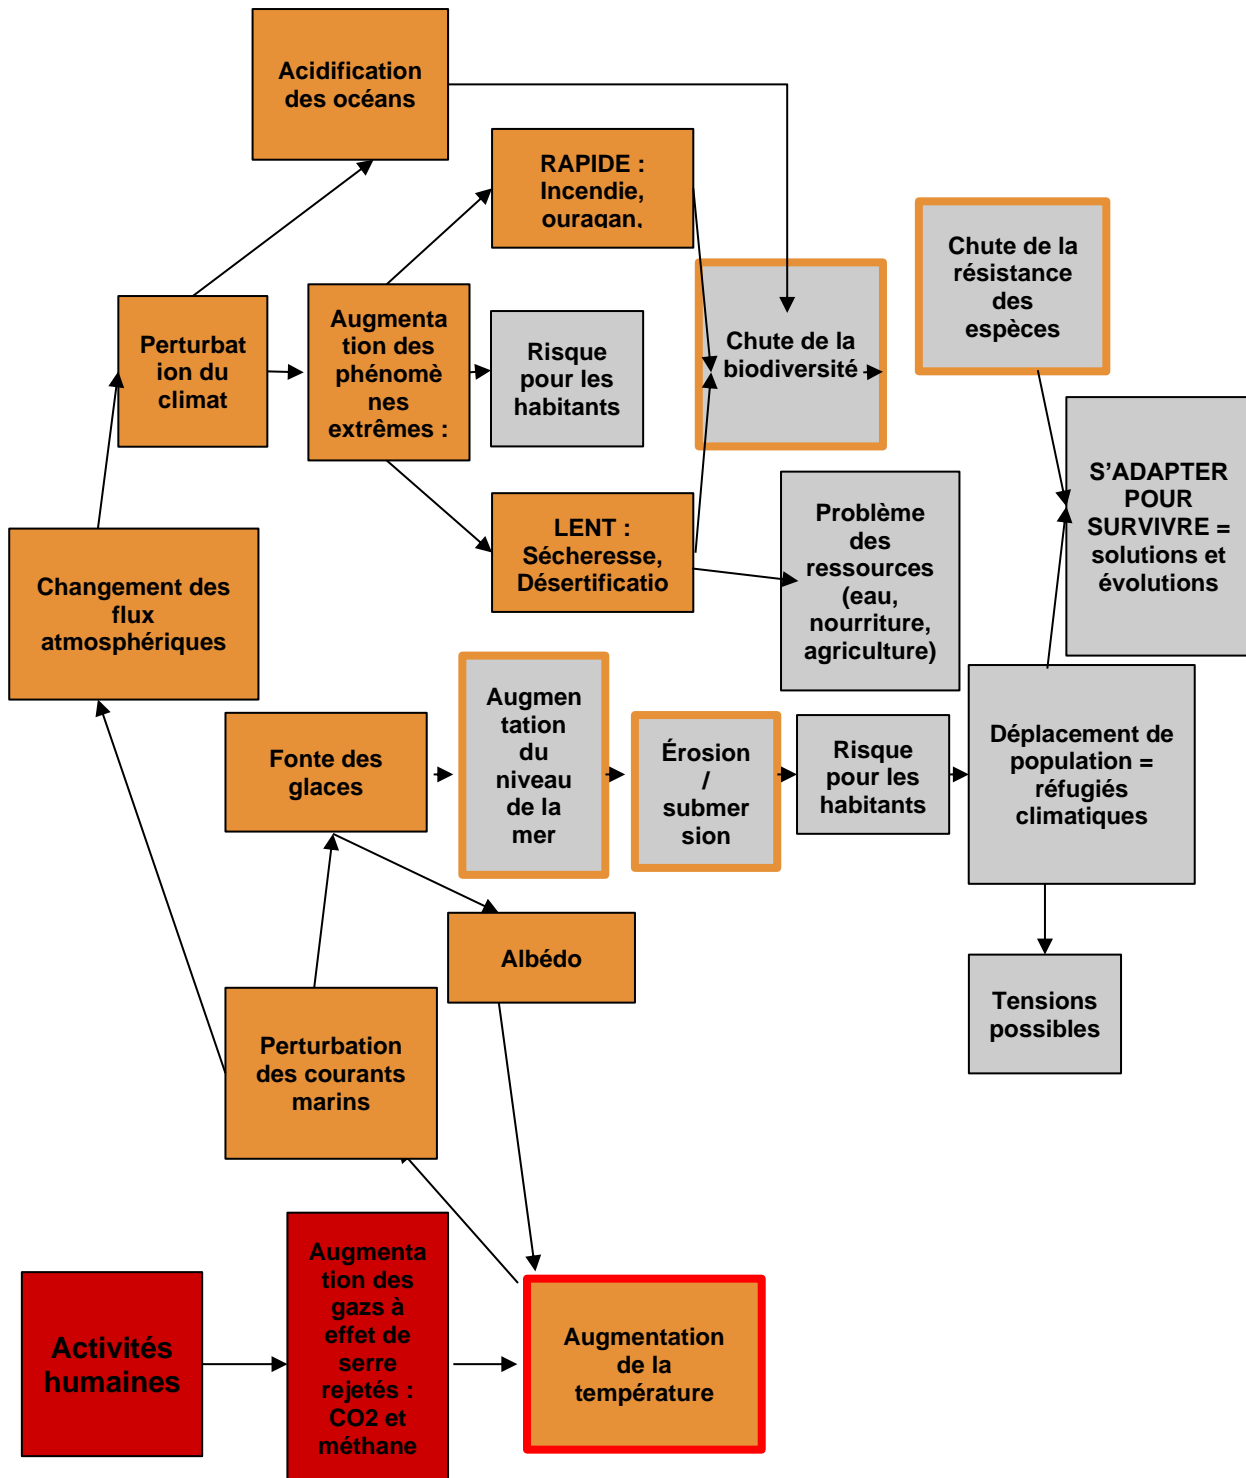 Acidification
des océans
RAPIDE :
Incendie,
ouragan,
Chute de la
résistance
des
espèces
Perturbat
ion du
climat
Augmenta
tion des
phénomè
nes
extrêmes :
Risque
pour les
habitants
Chute de la
biodiversité
S’ADAPTER
POUR
SURVIVRE =
solutions et
évolutions
LENT :
Sécheresse,
Désertificatio
Problème
des
ressources
(eau,
nourriture,
agriculture)
Changement des
flux
atmosphériques
Fonte des
glaces
Augmen
tation
du
niveau
de la
mer
Érosion
/
submer
sion
Risque
pour les
habitants
Déplacement de
population =
réfugiés
climatiques
Albédo
Tensions
possibles
Perturbation
des courants
marins
Activités
humaines
Augmenta
tion des
gazs à
effet de
serre
rejetés :
CO2 et
méthane
Augmentation
de la
température